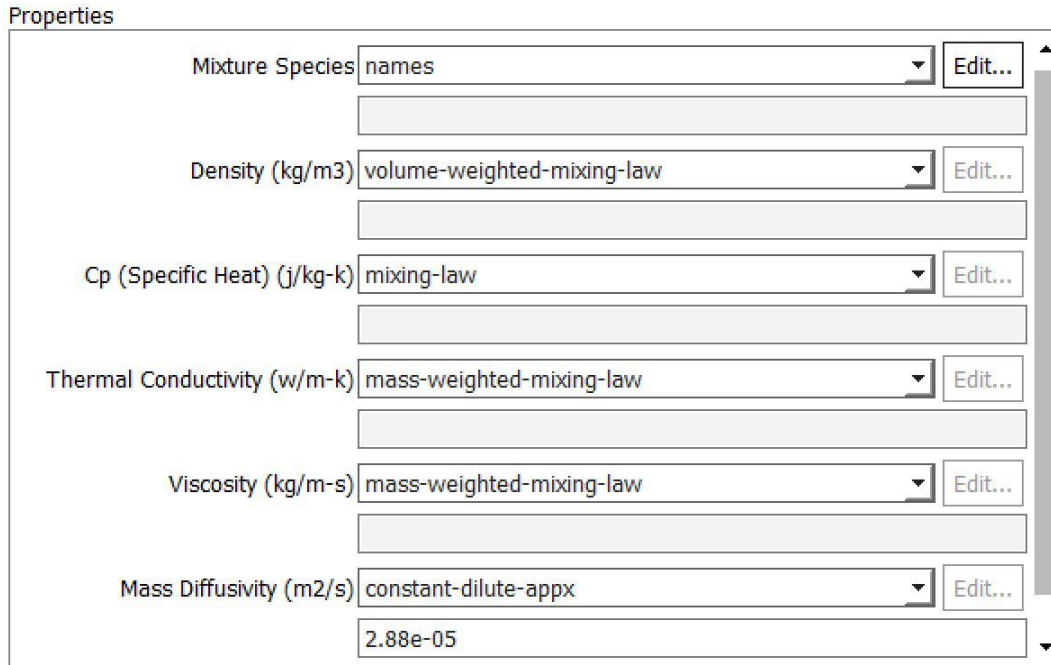 Properties
Mixture Species names Edit...
Density (kg/m3) volume-weighted-mixing-law Edit...
Cp (Specific Heat) (j/kg-k) mixing-law Edit...
Thermal Conductivity (w/m-k) mass-weighted-mixing-law Edit...
Viscosity (kg/m-s) mass-weighted-mixing-law Edit...
Mass Diffusivity (m2/s) constant-dilute-appx Edit...
2.88e-05